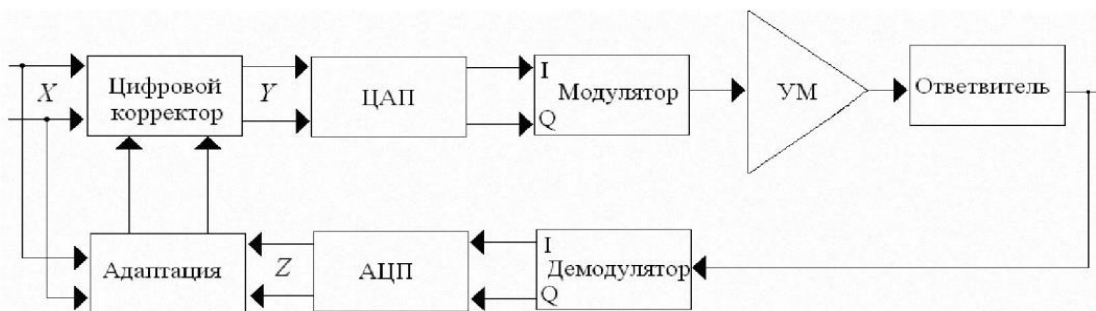 X
Цифровой
корректор
Y
ЦАП
I
Модулятор
Q
УМ
Ответвитель
Адаптация
Z
АЦП
I
Демодулятор
Q